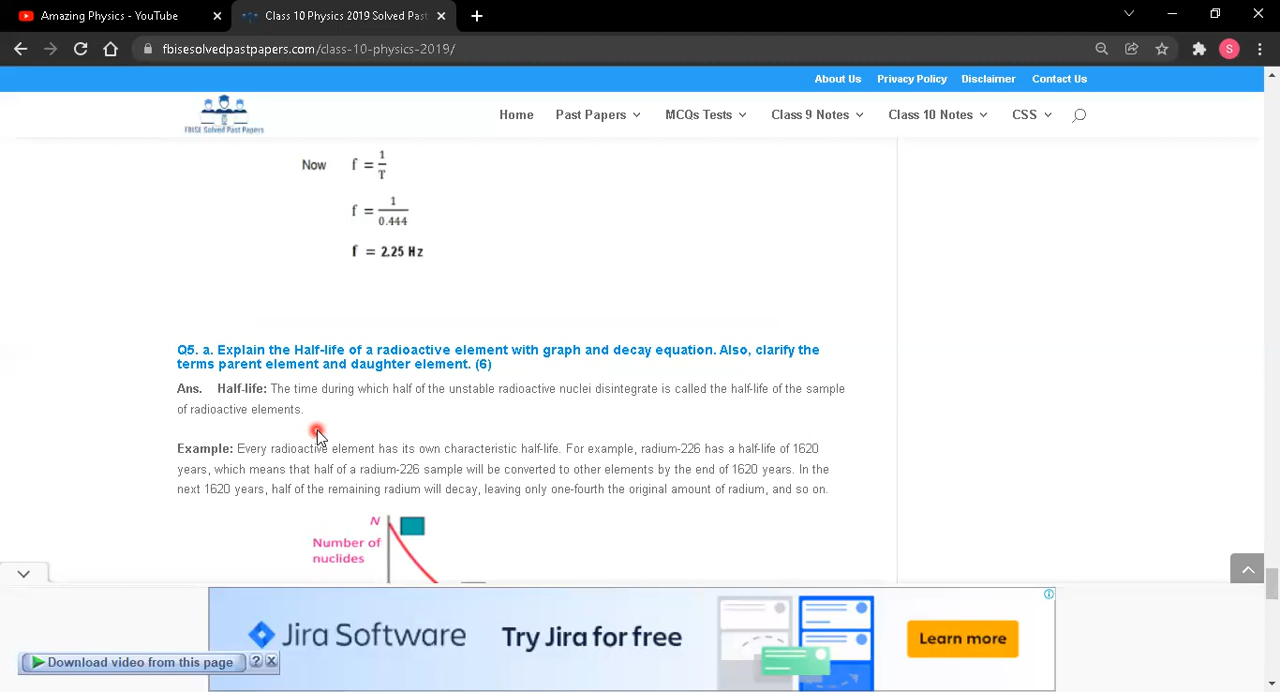 Amazing Physics - YouTube
Class 10 Physics 2019 Solved Past
fbisesolvedpastpapers.com/class-10-physics-2019/
S
About Us Privacy Policy Disclaimer Contact Us
FBISE Solved Past Papers
Home Past Papers MCQs Tests Class 9 Notes Class 10 Notes CSS
Now f = 1/T
f = 1/0.444
f = 2.25 Hz
Q5. a. Explain the Half-life of a radioactive element with graph and decay equation. Also, clarify the
terms parent element and daughter element. (6)
Ans. Half-life: The time during which half of the unstable radioactive nuclei disintegrate is called the half-life of the sample
of radioactive elements.
Example: Every radioactive element has its own characteristic half-life. For example, radium-226 has a half-life of 1620
years, which means that half of a radium-226 sample will be converted to other elements by the end of 1620 years. In the
next 1620 years, half of the remaining radium will decay, leaving only one-fourth the original amount of radium, and so on.
N
Number of
nuclides
Jira Software Try Jira for free Learn more
Download video from this page ? X